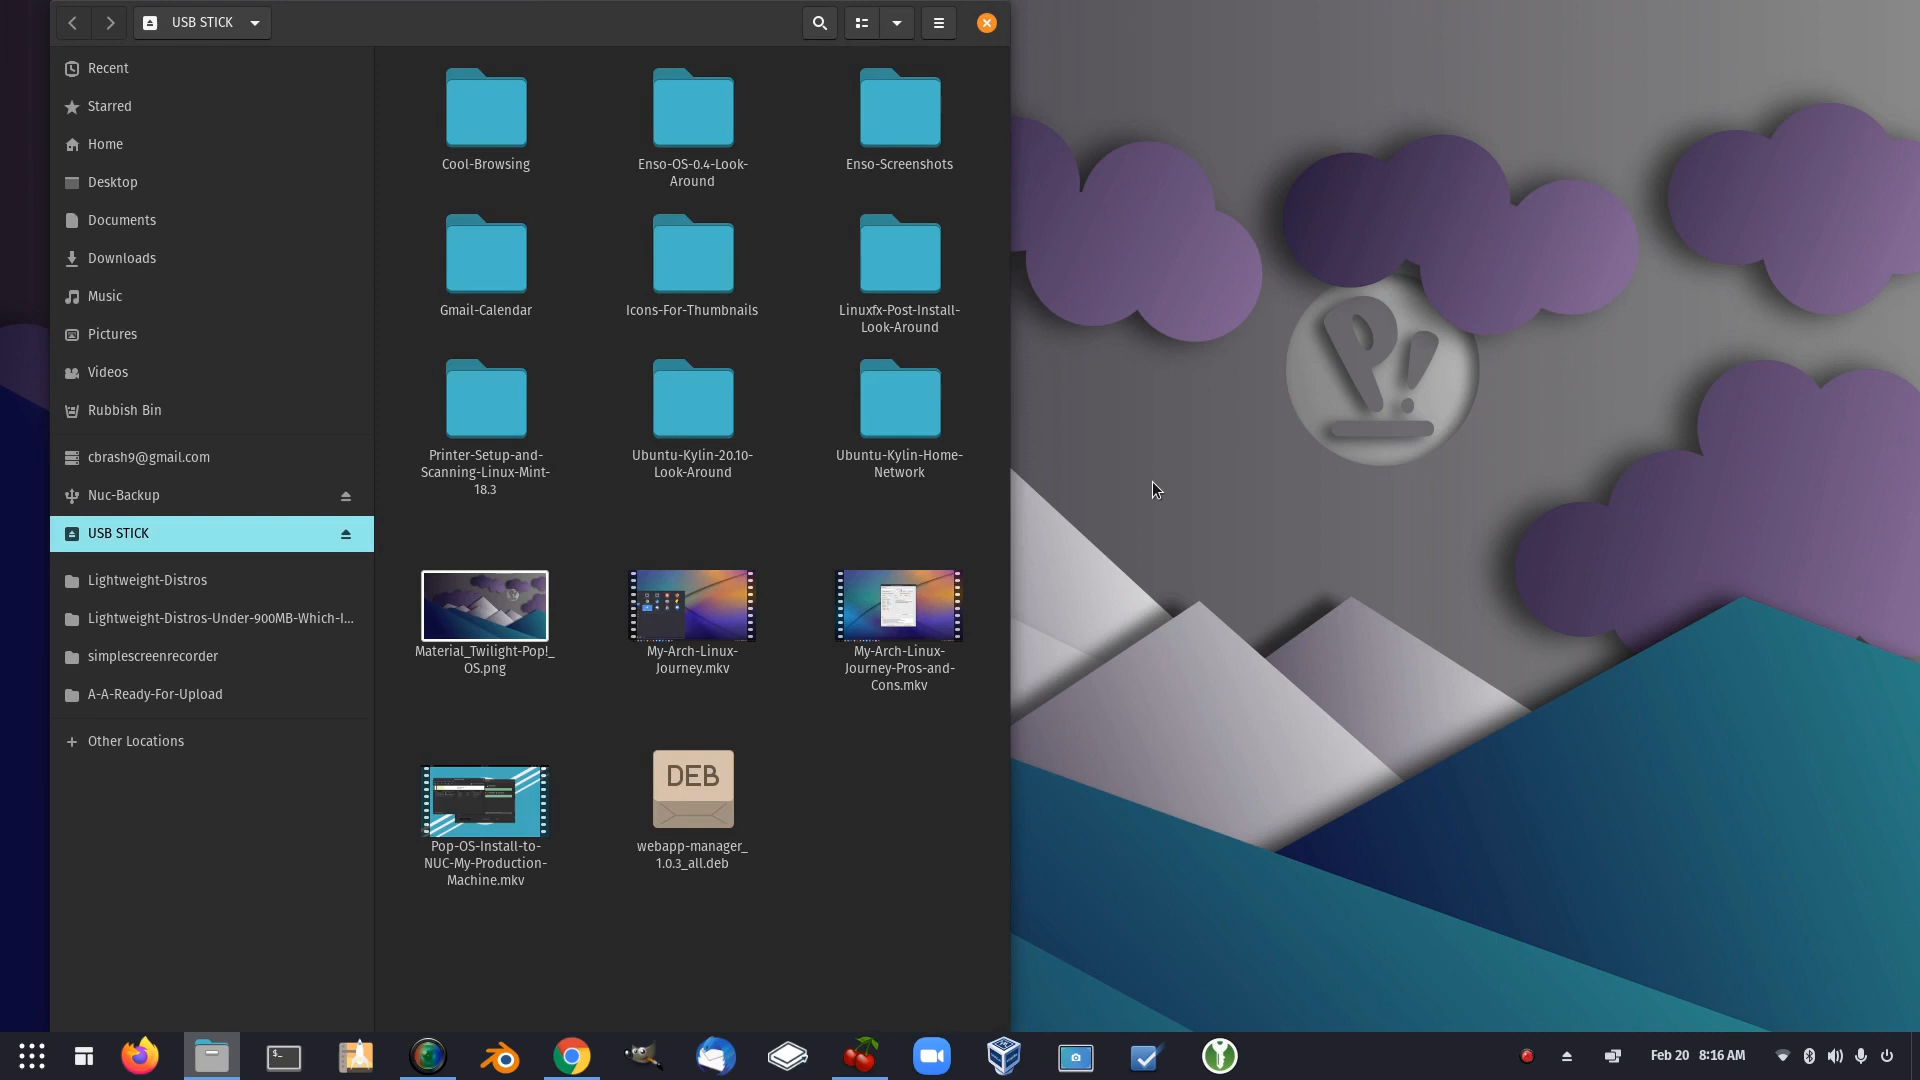 USB STICK
Recent
Starred
Home
Desktop
Documents
Downloads
Music
Pictures
Videos
Rubbish Bin
cbrash9@gmail.com
Nuc-Backup
USB STICK
Lightweight-Distros
Lightweight-Distros-Under-900MB-Which-I...
simplescreenrecorder
A-A-Ready-For-Upload
Other Locations
Cool-Browsing
Enso-OS-0.4-Look-
Around
Enso-Screenshots
Gmail-Calendar
Icons-For-Thumbnails
Linuxfx-Post-Install-
Look-Around
Printer-Setup-and-
Scanning-Linux-Mint-
18.3
Ubuntu-Kylin-20.10-
Look-Around
Ubuntu-Kylin-Home-
Network
Material_Twilight-Pop!_
OS.png
My-Arch-Linux-
Journey.mkv
My-Arch-Linux-
Journey-Pros-and-
Cons.mkv
Pop-OS-Install-to-
NUC-My-Production-
Machine.mkv
DEB
webapp-manager_
1.0.3_all.deb
P!
$_
Feb 20 8:16 AM